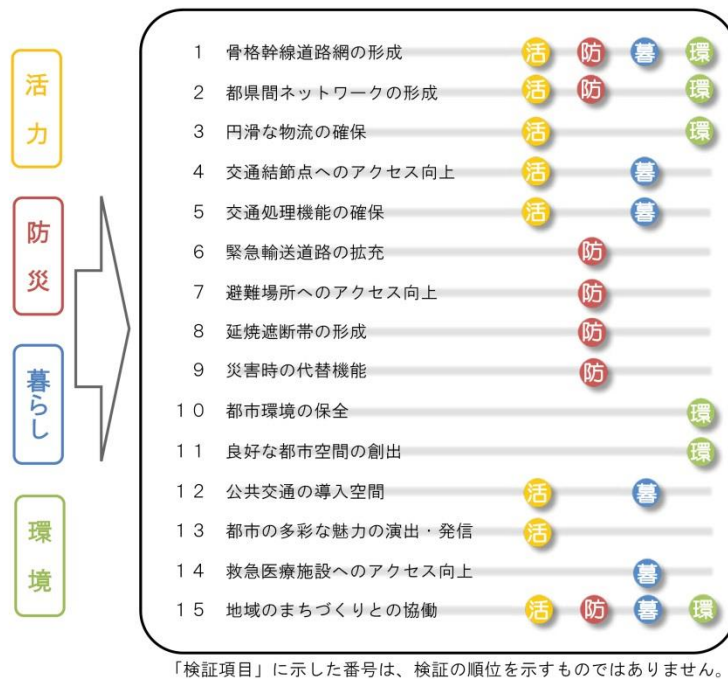 活力
防災
暮らし
環境
1 骨格幹線道路網の形成 活 防 暮 環
2 都県間ネットワークの形成 活 防 環
3 円滑な物流の確保 活 環
4 交通結節点へのアクセス向上 活 暮
5 交通処理機能の確保 活 暮
6 緊急輸送道路の拡充 防
7 避難場所へのアクセス向上 防
8 延焼遮断帯の形成 防
9 災害時の代替機能 防
10 都市環境の保全 環
11 良好な都市空間の創出 環
12 公共交通の導入空間 活 暮
13 都市の多彩な魅力の演出・発信 活
14 救急医療施設へのアクセス向上 暮
15 地域のまちづくりとの協働 活 防 暮 環
「検証項目」に示した番号は、検証の順位を示すものではありません。